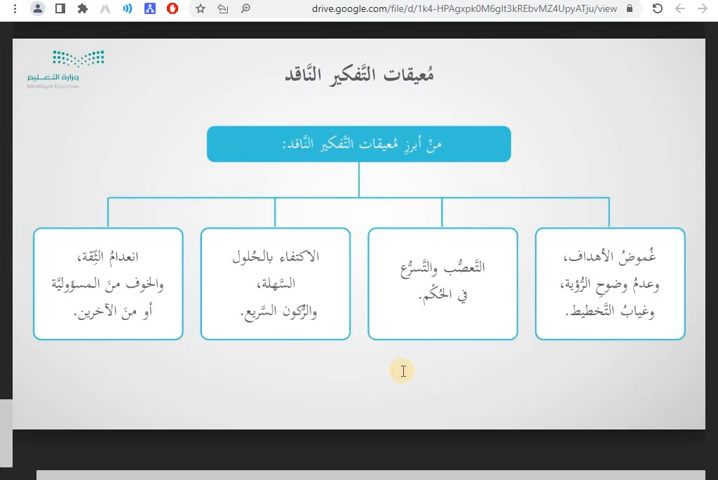 drive.google.com/file/d/1k4-HPAgxpk0M6gIt3kREbvMZ4UpyATju/view
وزارة التعليم
Ministry of Education
مُعيقات التَّفكير النَّاقد
منْ أبرزِ مُعيقات التَّفكير النَّاقد:
غُموضُ الأهداف،
وعدمُ وضوحِ الرُّؤية،
وغيابُ التَّخطيط.
التَّعصُّب والتَّسرُّع
في الحُكْم.
الاكتفاء بالحُلول
السَّهلة،
والرُّكون السَّريع.
انعدامُ الثِّقة،
والخوف منَ المسؤوليَّة
أو منَ الآخرين.